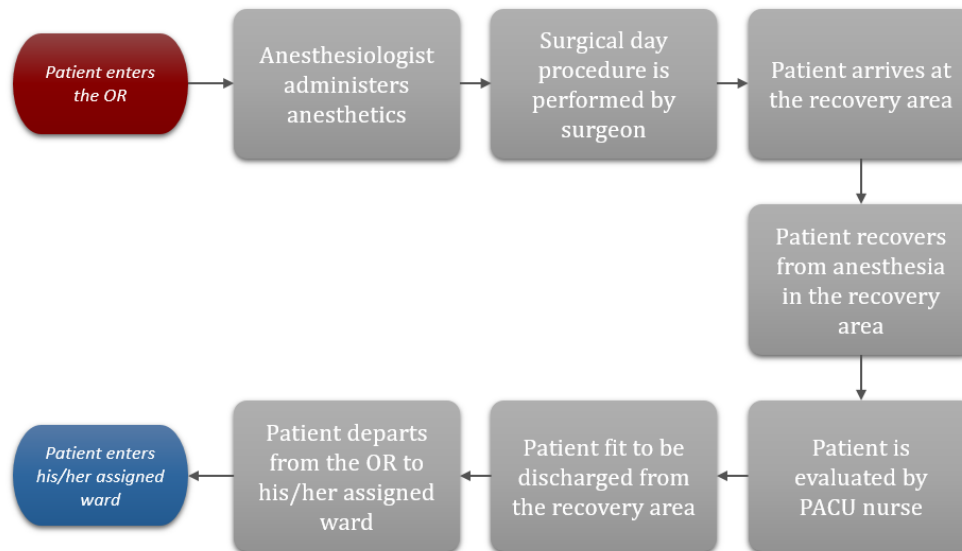 Patient enters
the OR
Anesthesiologist
administers
anesthetics
Surgical day
procedure is
performed by
surgeon
Patient arrives at
the recovery area
Patient recovers
from anesthesia
in the recovery
area
Patient is
evaluated by
PACU nurse
Patient fit to be
discharged from
the recovery area
Patient departs
from the OR to
his/her assigned
ward
Patient enters
his/her assigned
ward